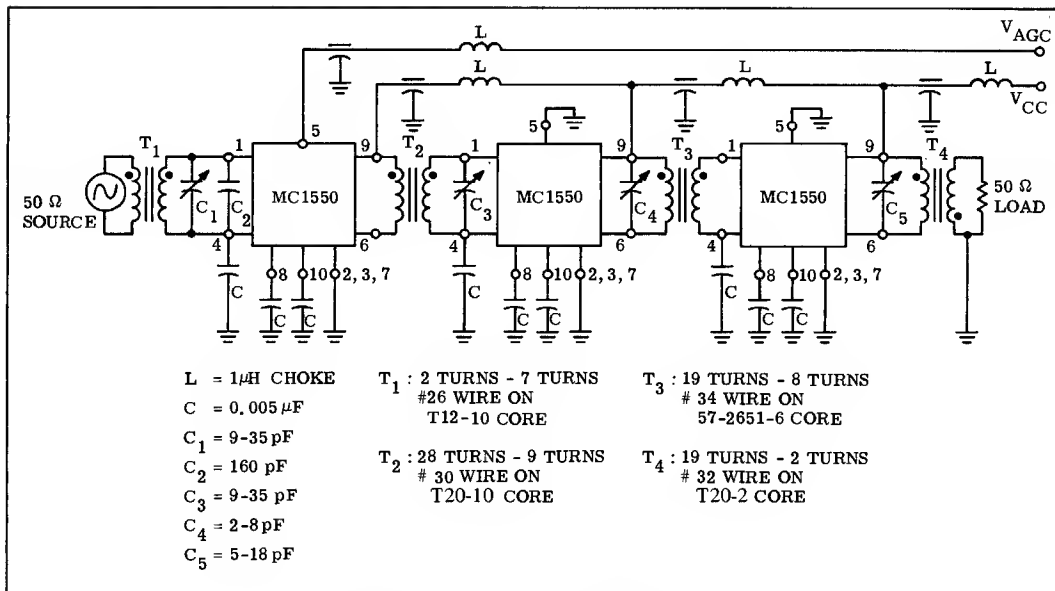 L
V_AGC
L
L
L
V_CC
5
5
5
T_1
1
9
T_2
1
9
T_3
1
9
T_4
50 Ω
SOURCE
C_1
C_2
MC1550
C_3
MC1550
C_4
MC1550
C_5
50 Ω
LOAD
4
6
4
6
4
6
C
8
10
2, 3, 7
C
8
10
2, 3, 7
C
8
10
2, 3, 7
C
C
C
C
C
C
L = 1μH CHOKE
C = 0.005 μF
C_1 = 9-35 pF
C_2 = 160 pF
C_3 = 9-35 pF
C_4 = 2-8 pF
C_5 = 5-18 pF
T_1 : 2 TURNS - 7 TURNS
#26 WIRE ON
T12-10 CORE
T_2 : 28 TURNS - 9 TURNS
# 30 WIRE ON
T20-10 CORE
T_3 : 19 TURNS - 8 TURNS
# 34 WIRE ON
57-2651-6 CORE
T_4 : 19 TURNS - 2 TURNS
# 32 WIRE ON
T20-2 CORE